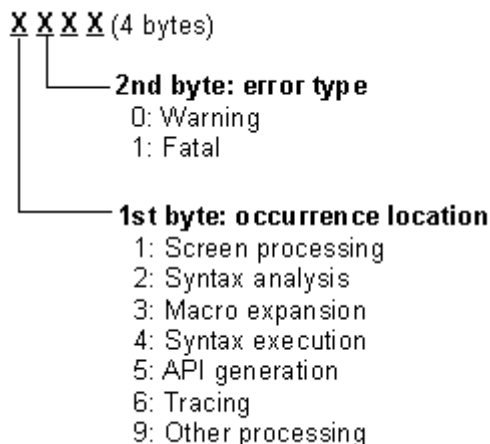 X X X X (4 bytes)
2nd byte: error type
0: Warning
1: Fatal
1st byte: occurrence location
1: Screen processing
2: Syntax analysis
3: Macro expansion
4: Syntax execution
5: API generation
6: Tracing
9: Other processing